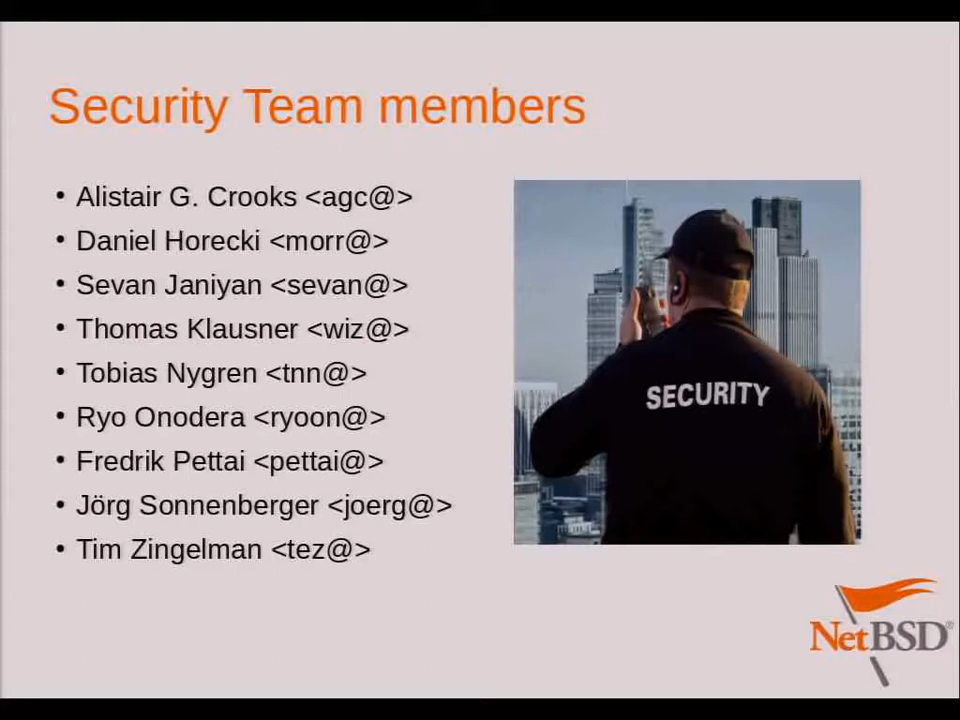 Security Team members
• Alistair G. Crooks <agc@>
• Daniel Horecki <morr@>
• Sevan Janiyan <sevan@>
• Thomas Klausner <wiz@>
• Tobias Nygren <tnn@>
• Ryo Onodera <ryoon@>
• Fredrik Pettai <pettai@>
• Jörg Sonnenberger <joerg@>
• Tim Zingelman <tez@>
SECURITY
NetBSD®